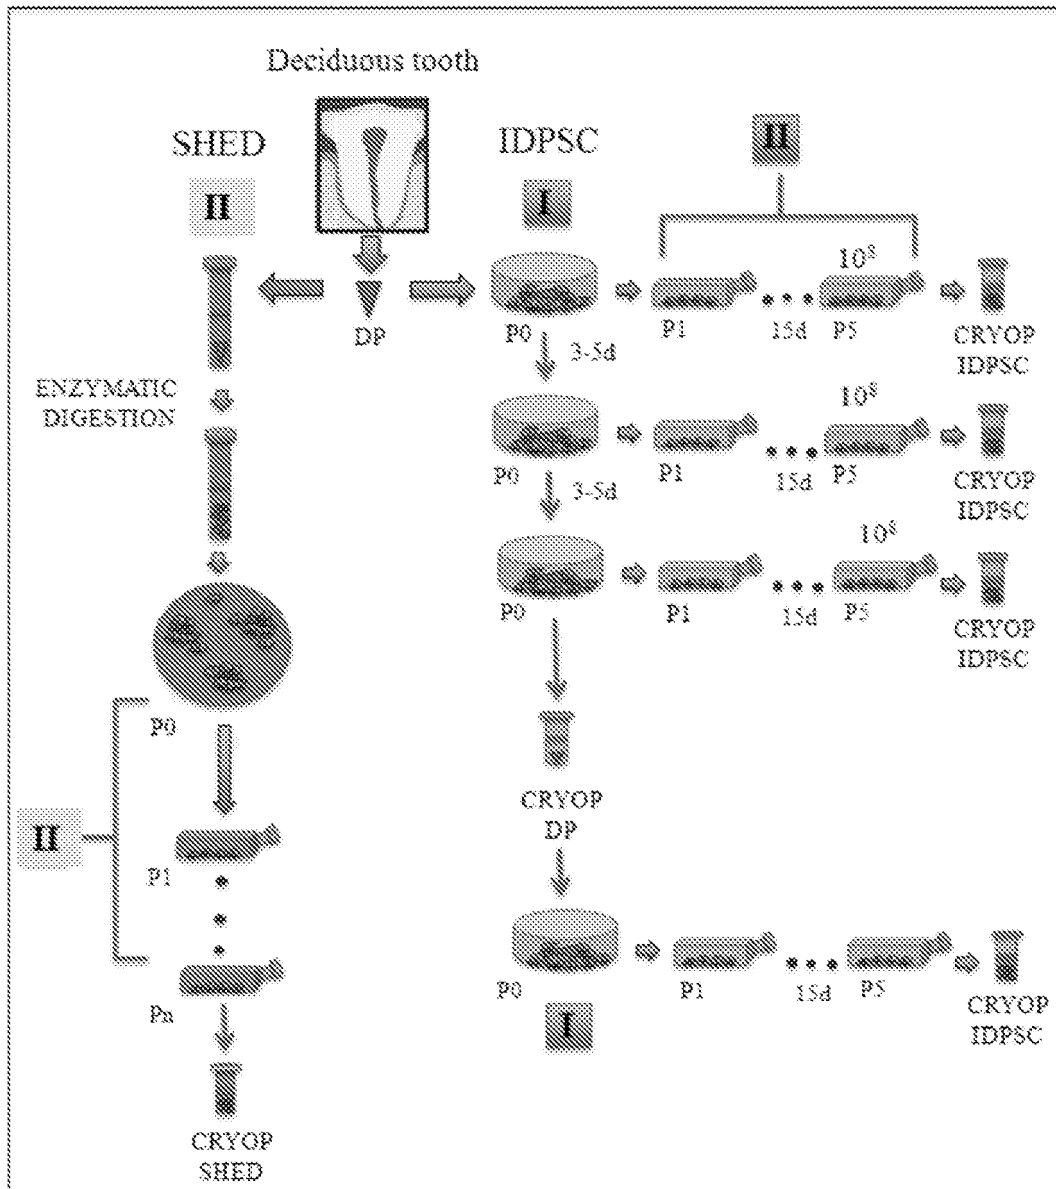 Deciduous tooth
SHED
IDPSC
II
II
I
DP
P0
3-5d
P1
15d
10⁸
P5
CRYOP
IDPSC
ENZYMATIC
DIGESTION
P0
3-5d
P1
15d
10⁸
P5
CRYOP
IDPSC
P0
P1
15d
10⁸
P5
CRYOP
IDPSC
P0
II
P1
Pn
CRYOP
SHED
CRYOP
DP
P0
I
P1
15d
P5
CRYOP
IDPSC